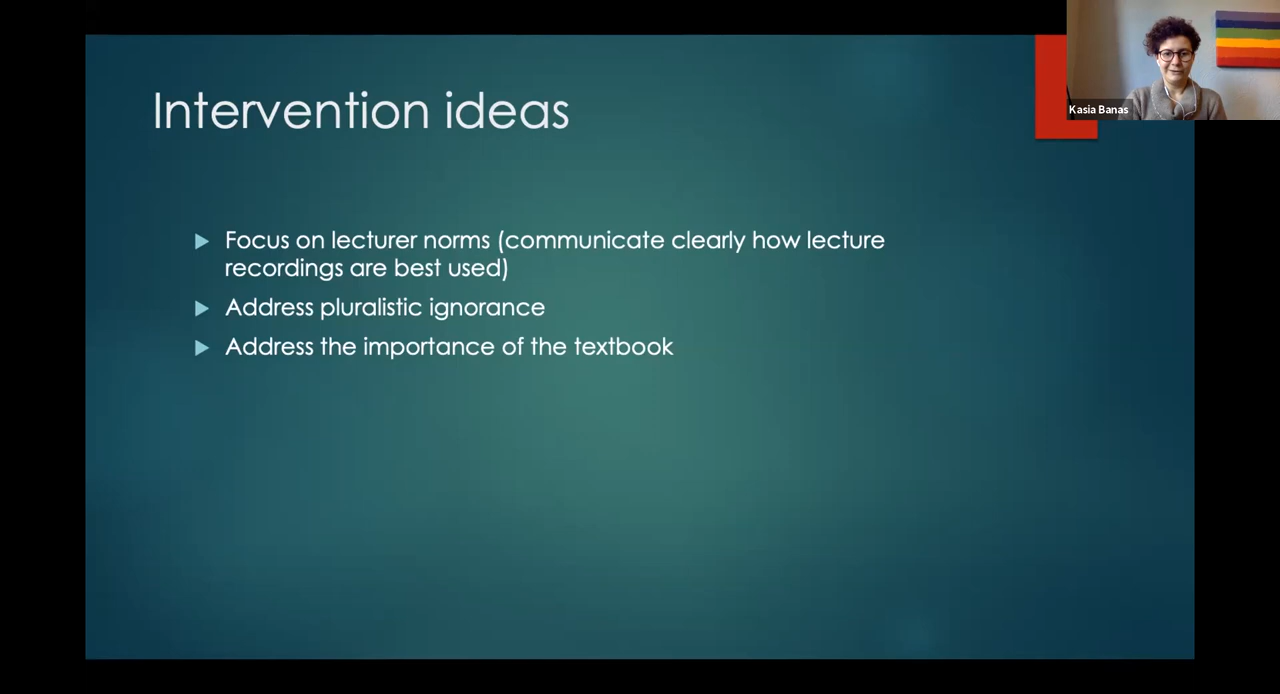 Intervention ideas
Kasia Banas
Focus on lecturer norms (communicate clearly how lecture
recordings are best used)
Address pluralistic ignorance
Address the importance of the textbook